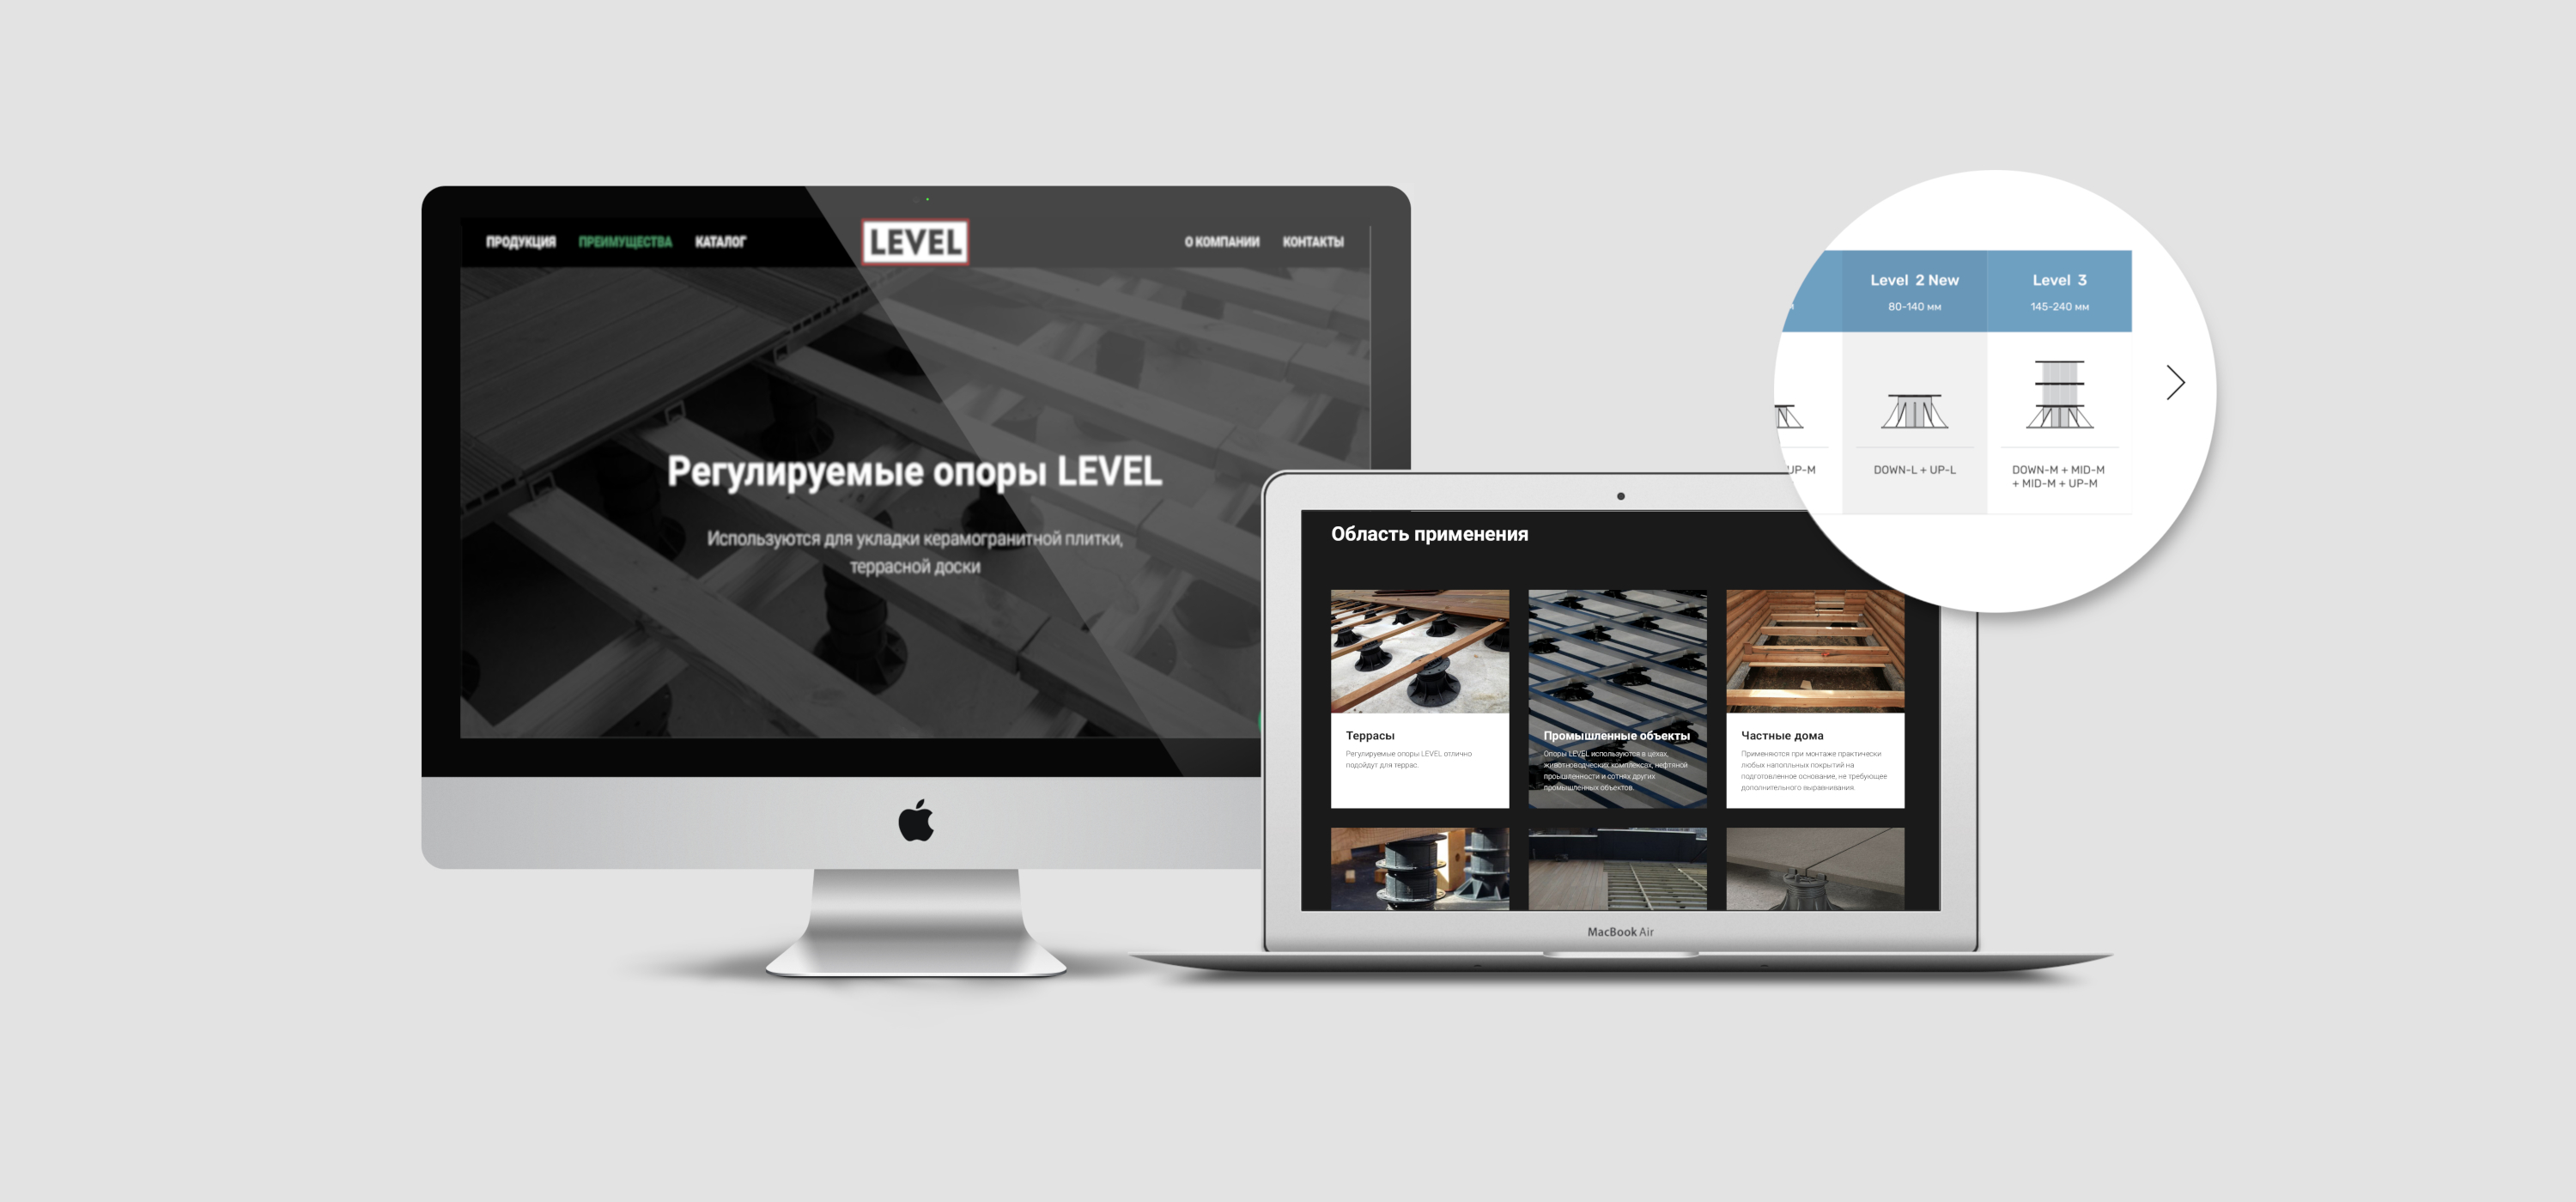 ПРОДУКЦИЯ ПРЕИМУЩЕСТВА КАТАЛОГ LEVEL О КОМПАНИИ КОНТАКТЫ
Регулируемые опоры LEVEL
Используются для укладки керамогранитной плитки,
террасной доски
Level 2 New
80-140 мм
DOWN-L + UP-L
Level 3
145-240 мм
DOWN-M + MID-M
+ MID-M + UP-M
UP-M
Область применения
Террасы
Регулируемые опоры LEVEL отлично
подойдут для террас.
Промышленные объекты
Опоры LEVEL используются в цехах,
животноводческих комплексах, нефтяной
промышленности и сотнях других
промышленных объектов.
Частные дома
Применяются при монтаже практически
любых напольных покрытий на
подготовленное основание, не требующее
дополнительного выравнивания.
MacBook Air